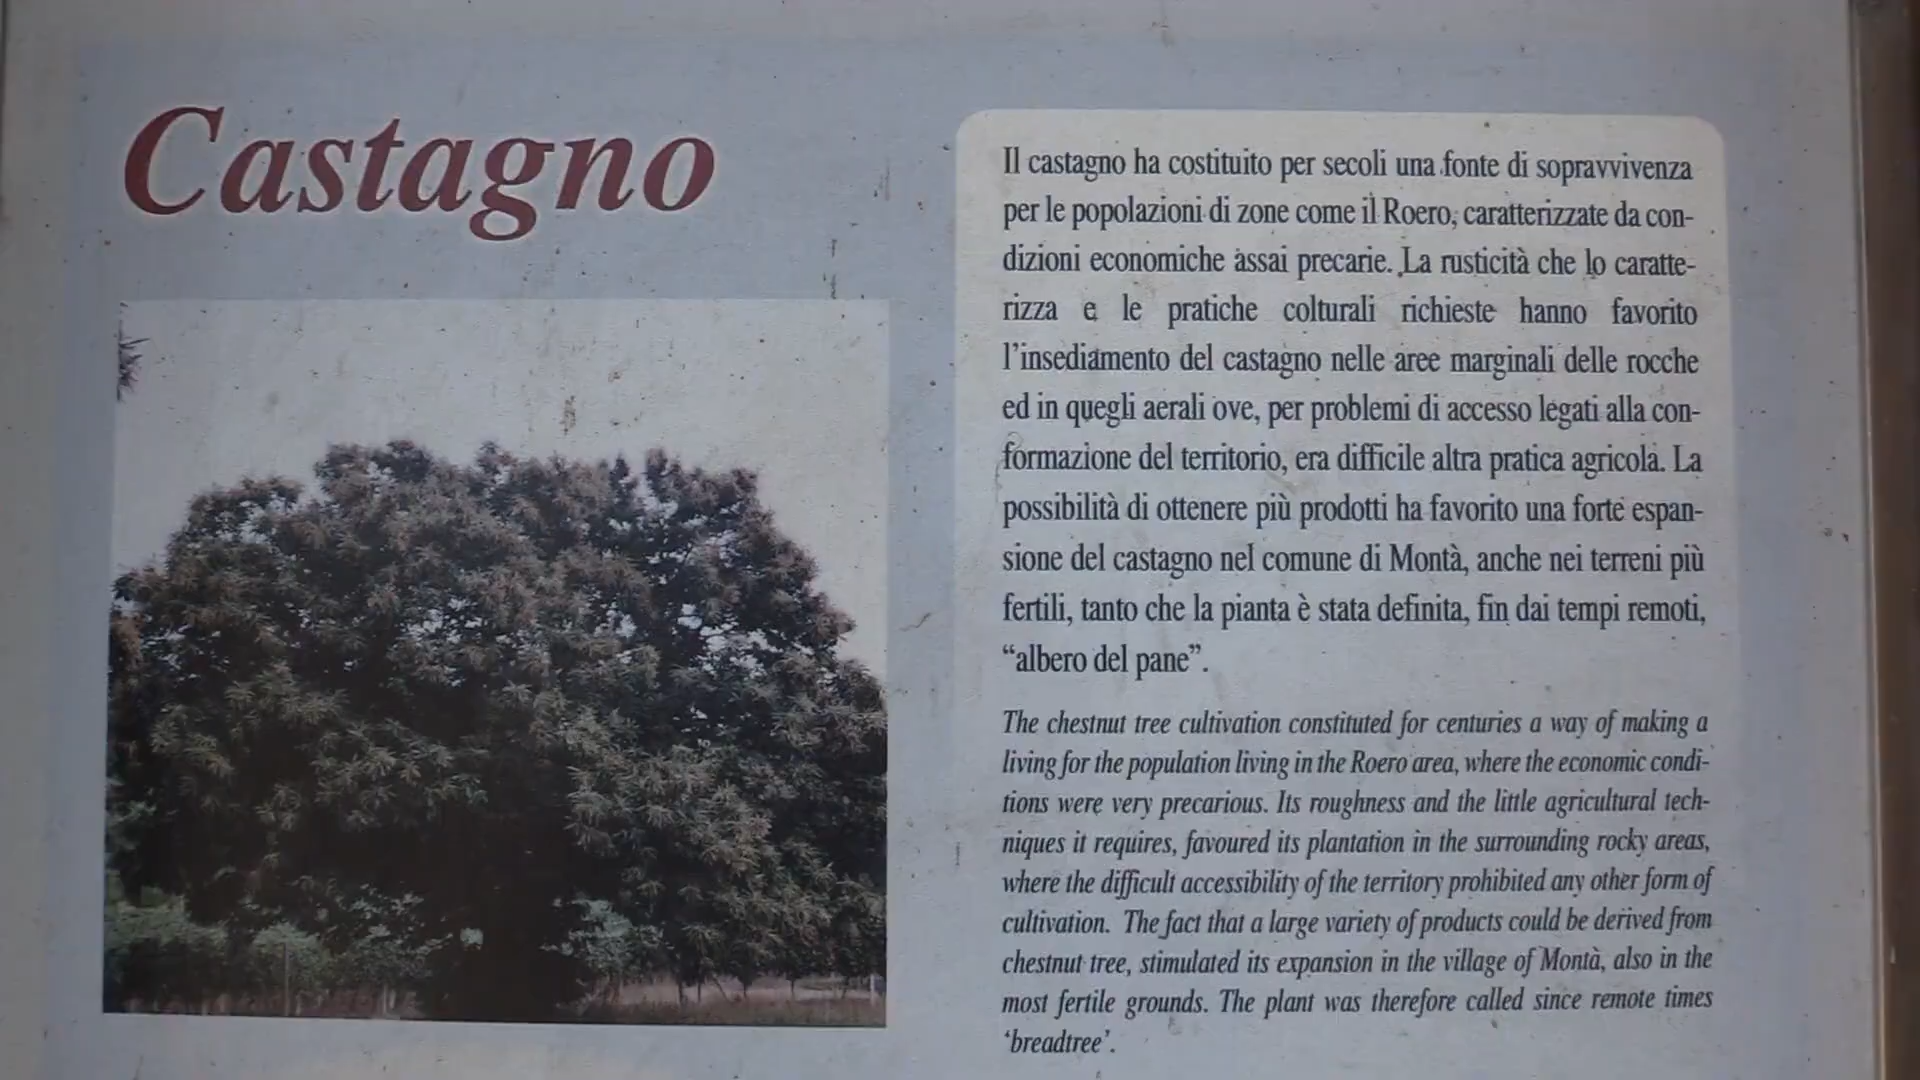 Castagno
Il castagno ha costituito per secoli una fonte di sopravvivenza
per le popolazioni di zone come il Roero, caratterizzate da con-
dizioni economiche assai precarie. La rusticità che lo caratte-
rizza e le pratiche colturali richieste hanno favorito
l’insediamento del castagno nelle aree marginali delle rocche
ed in quegli aerali ove, per problemi di accesso legati alla con-
formazione del territorio, era difficile altra pratica agricola. La
possibilità di ottenere più prodotti ha favorito una forte espan-
sione del castagno nel comune di Montà, anche nei terreni più
fertili, tanto che la pianta è stata definita, fin dai tempi remoti,
“albero del pane”.
The chestnut tree cultivation constituted for centuries a way of making a
living for the population living in the Roero area, where the economic condi-
tions were very precarious. Its roughness and the little agricultural tech-
niques it requires, favoured its plantation in the surrounding rocky areas,
where the difficult accessibility of the territory prohibited any other form of
cultivation. The fact that a large variety of products could be derived from
chestnut tree, stimulated its expansion in the village of Montà, also in the
most fertile grounds. The plant was therefore called since remote times
‘breadtree’.